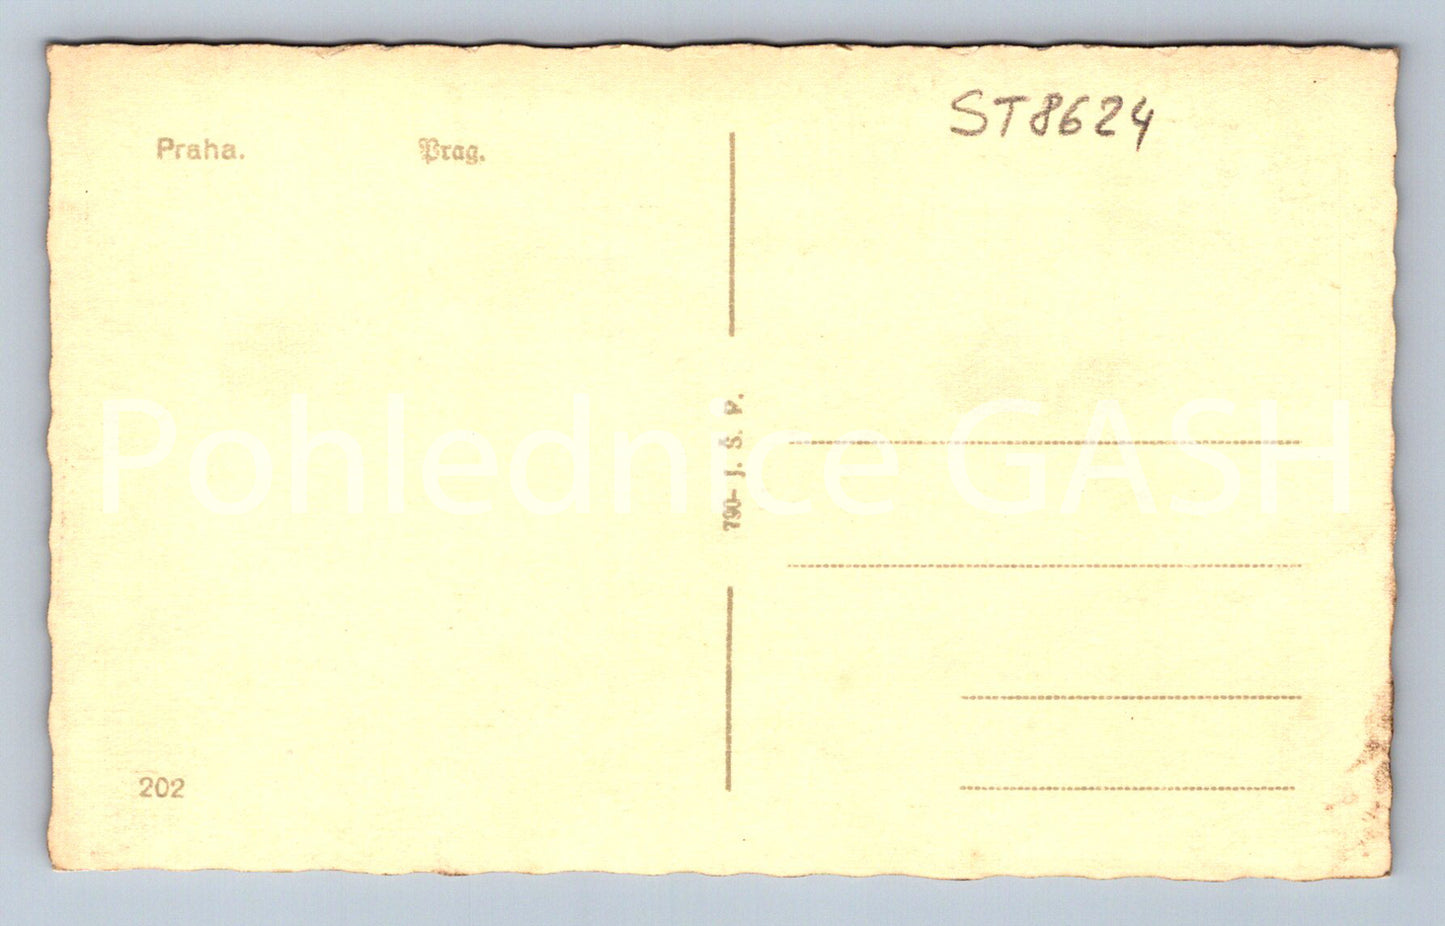 ST8624
Praha. Prag.
790- J. Š. V.
Pohlednice GASH
202